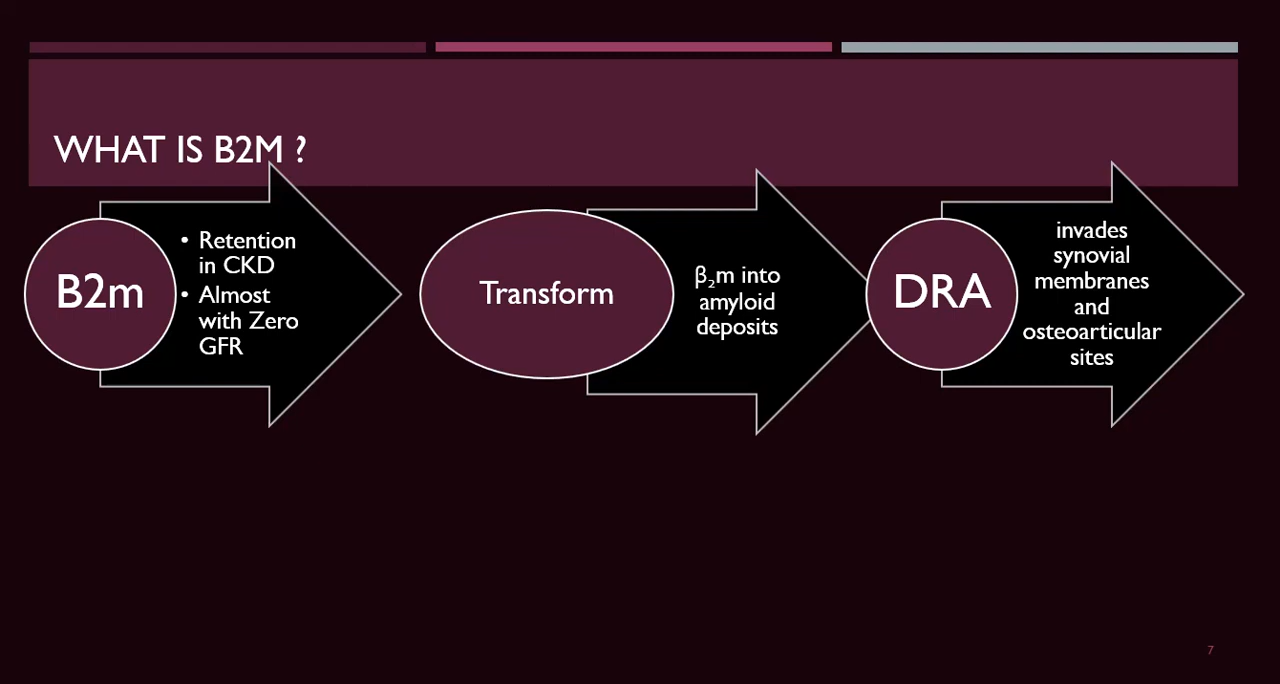 WHAT IS B2M ?
B2m
• Retention
in CKD
• Almost
with Zero
GFR
Transform
β₂m into
amyloid
deposits
DRA
invades
synovial
membranes
and
osteoarticular
sites
7